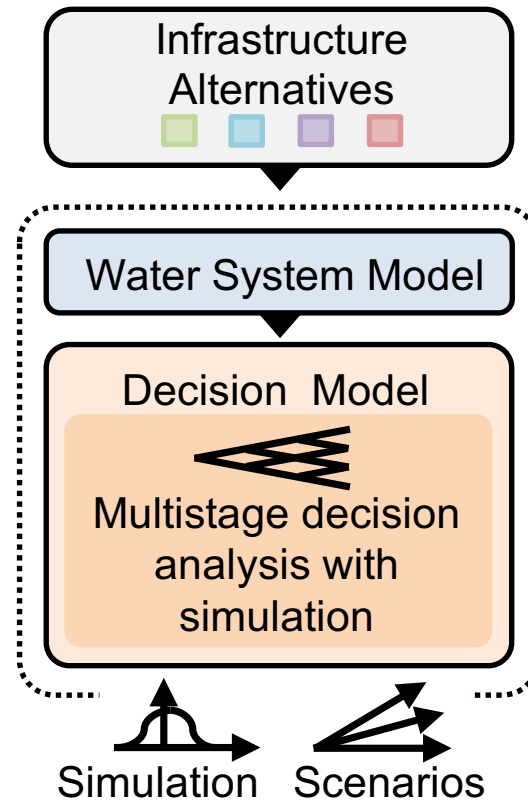 Infrastructure
Alternatives
Water System Model
Decision Model
Multistage decision
analysis with
simulation
Simulation Scenarios